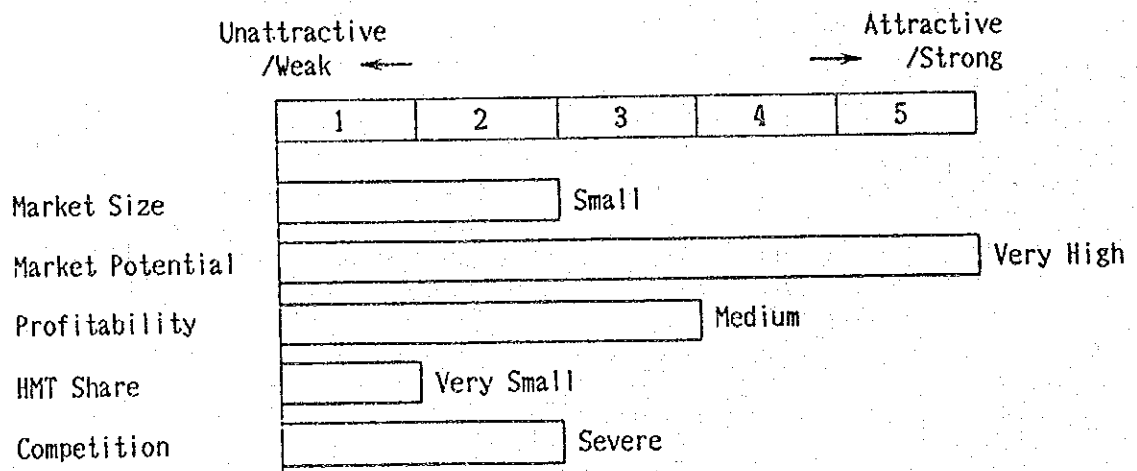 Unattractive
/Weak ←
Attractive
→ /Strong
1 2 3 4 5
Market Size Small
Market Potential Very High
Profitability Medium
HMT Share Very Small
Competition Severe